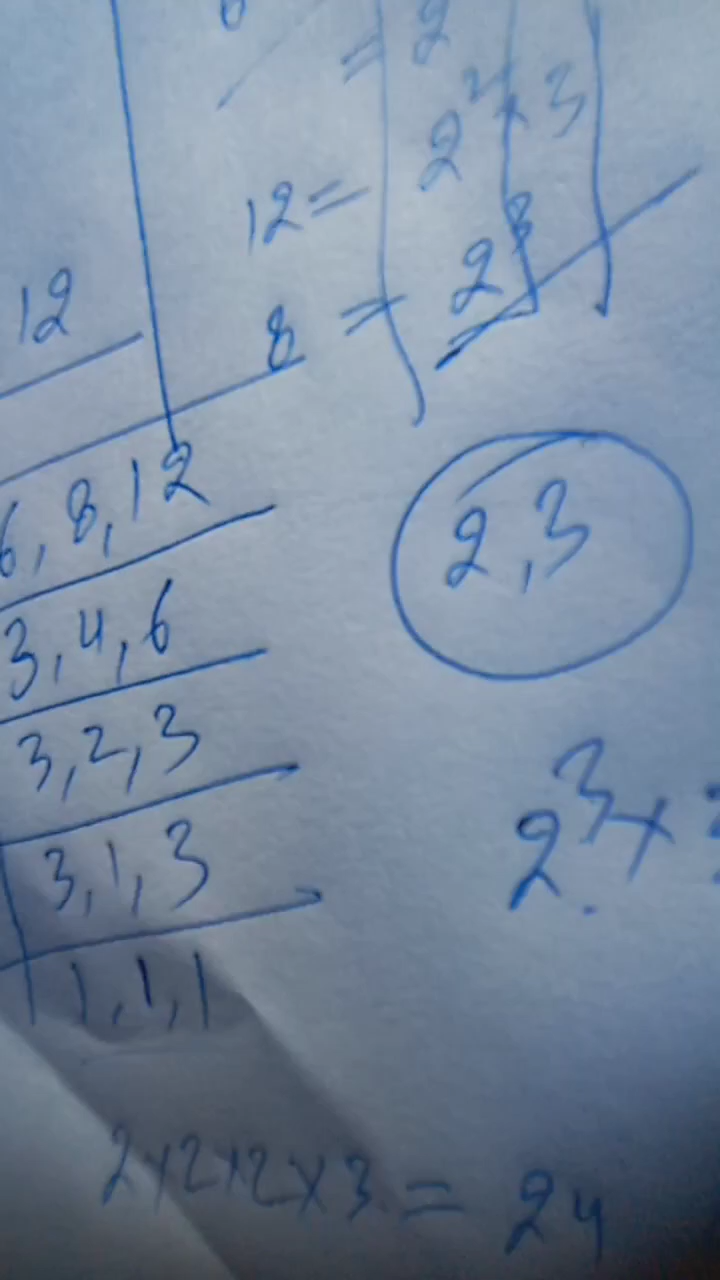 = 2
12 = 2² × 3
12
8 = 2³
6, 8, 12
2, 3
3, 4, 6
3, 2, 3
2³ ×
3, 1, 3
1, 1, 1
2×2×2×3 = 24